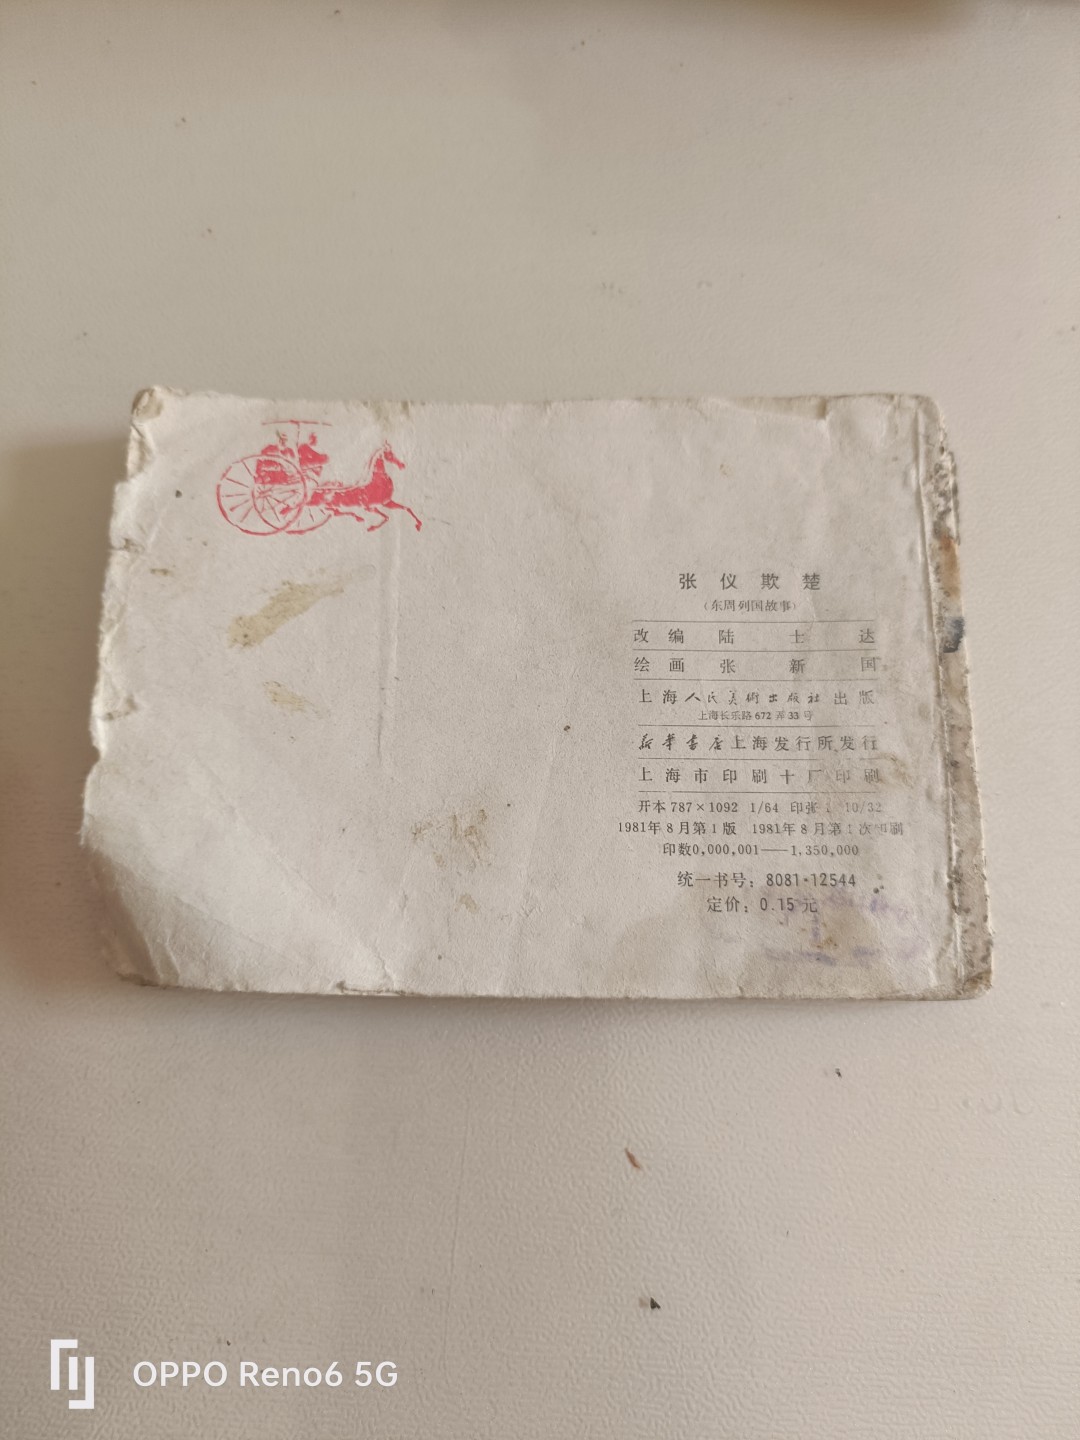 张 仪 欺 楚
(东周列国故事)
改 编 陆 士 达
绘 画 张 新 国
上海人民美術出版社出版
上海长乐路672弄33号
新華書店上海发行所发行
上海市印刷十厂印刷
开本 787×1092 1/64 印张 10/32
1981年8月第1版 1981年8月第1次印刷
印数0,000,001——1,350,000
统一书号：8081·12544
定价：0.15元
OPPO Reno6 5G